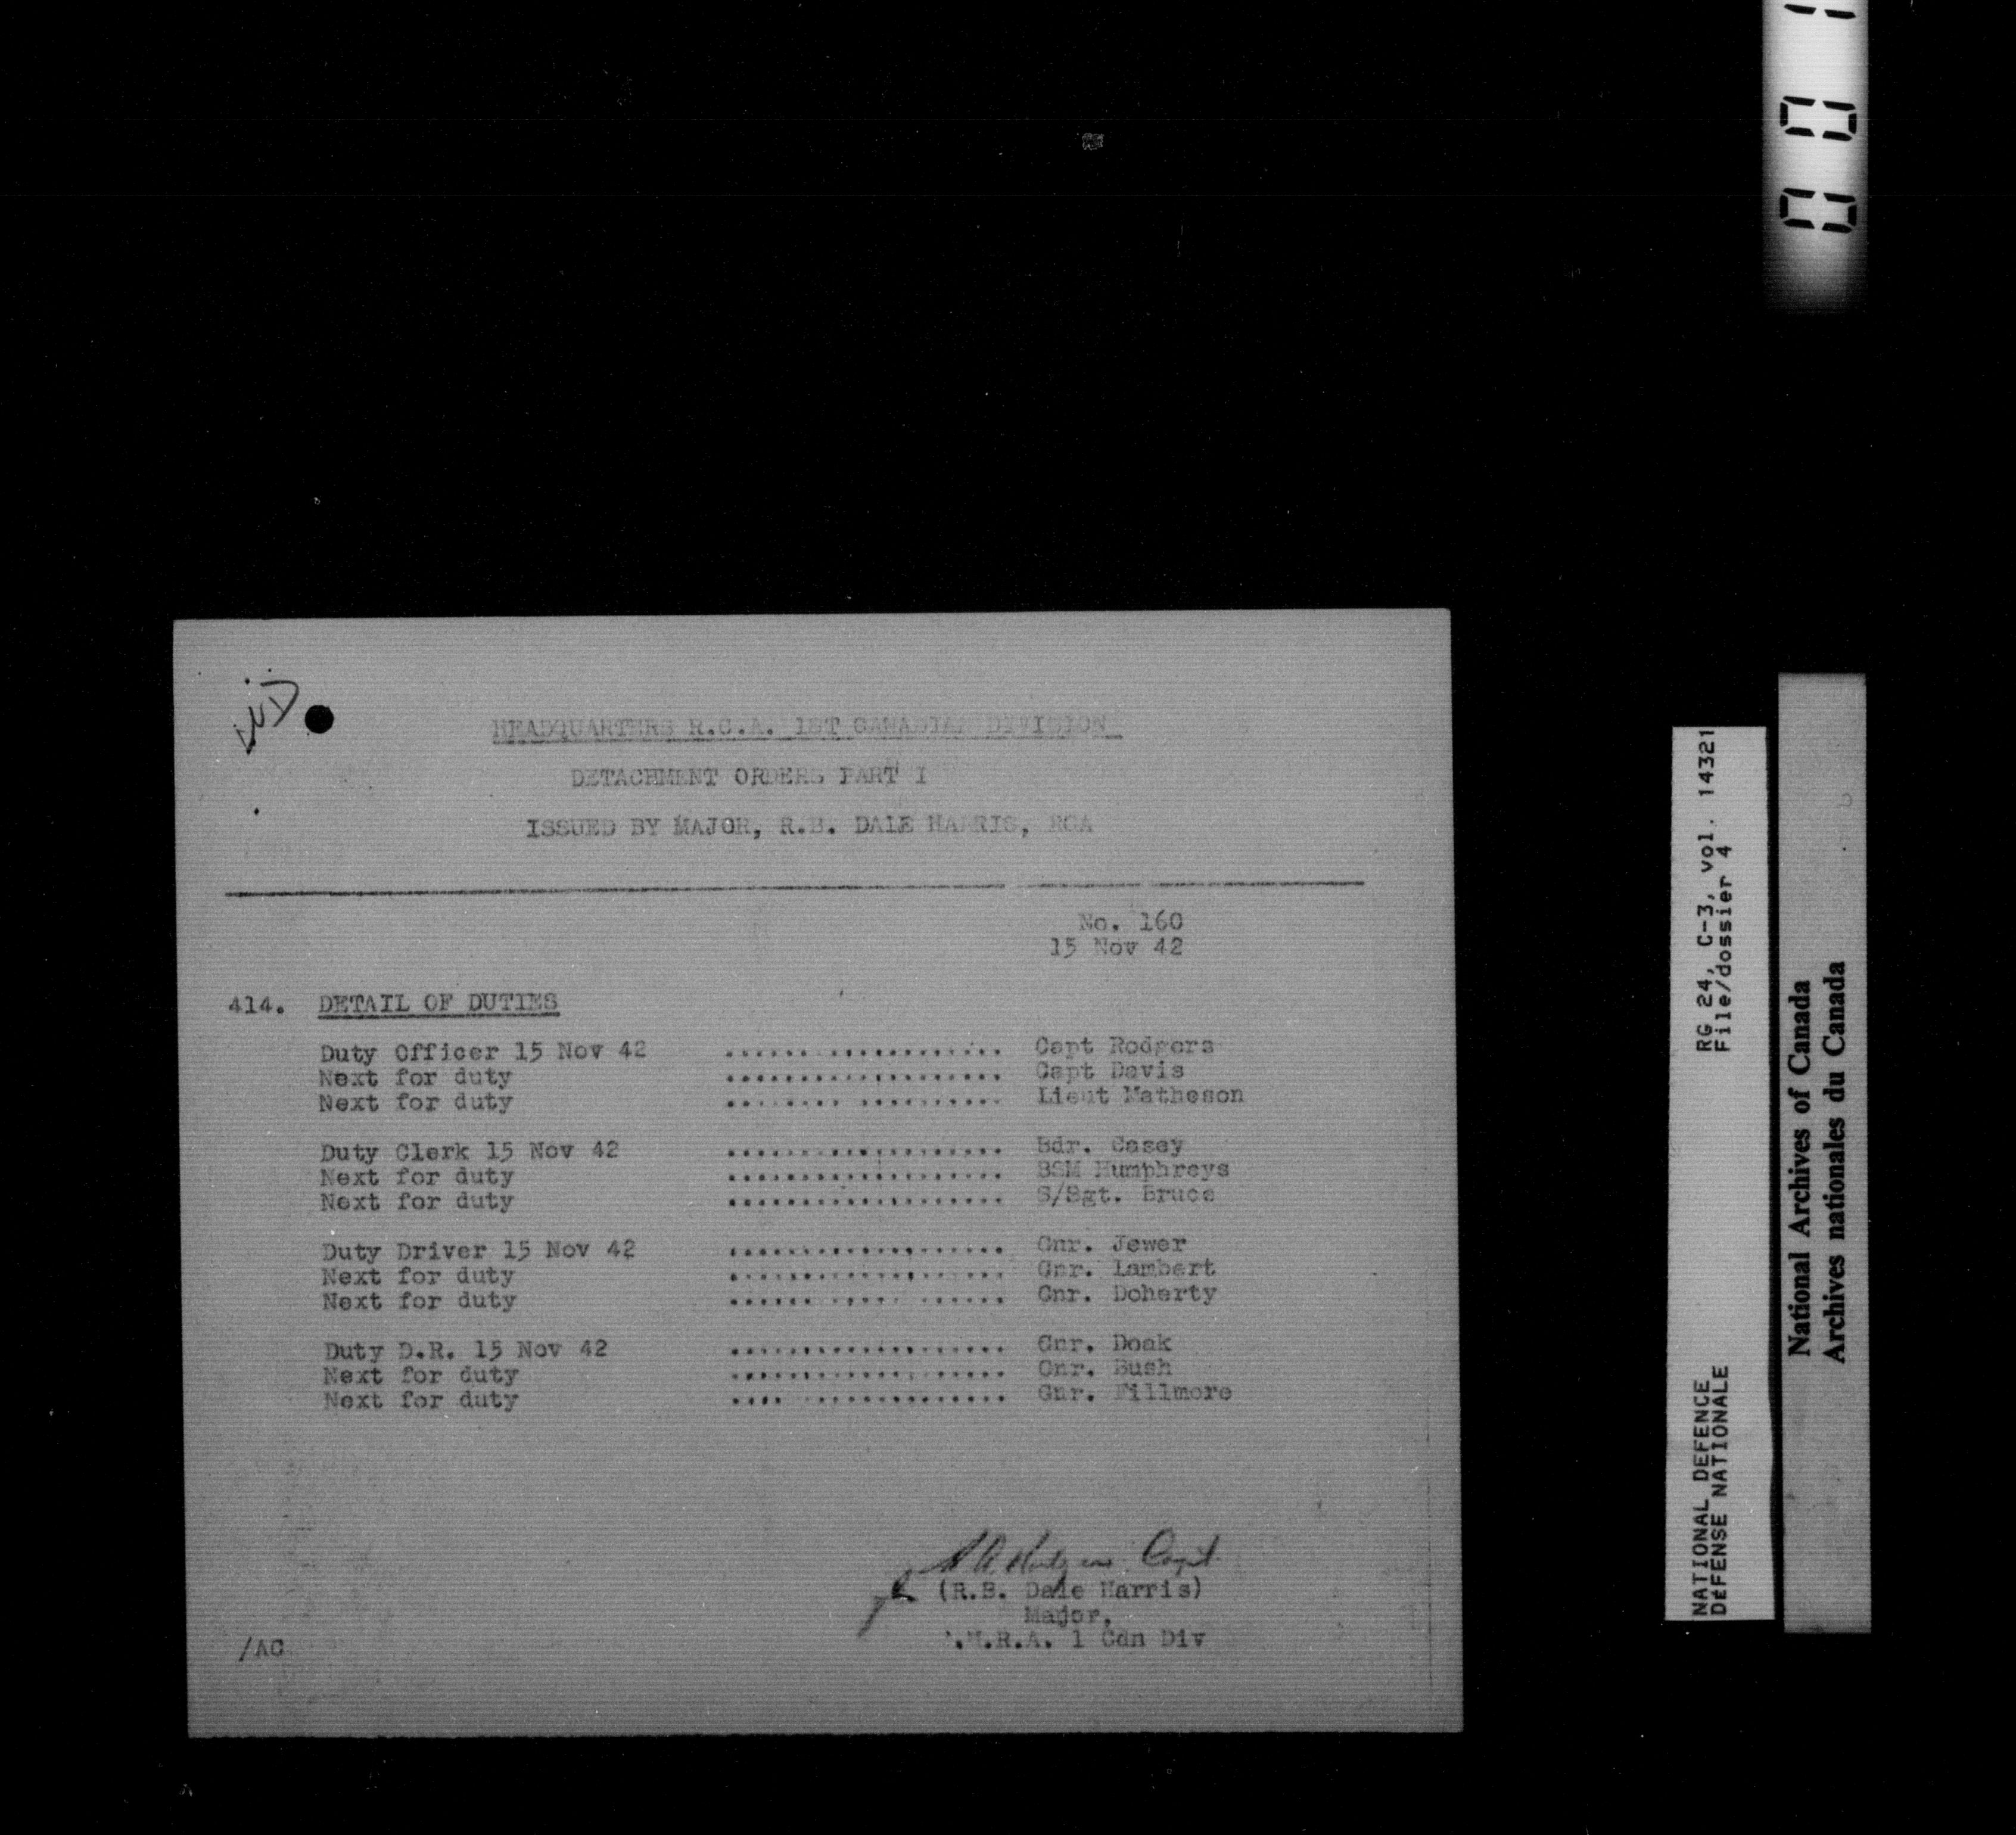 WD
HEADQUARTERS R.C.A. 1ST CANADIAN DIVISION
DETACHMENT ORDERS PART I
ISSUED BY MAJOR, R.B. DALE HARRIS, RCA
No. 160
15 Nov 42
414. DETAIL OF DUTIES
Duty Officer 15 Nov 42 ................... Capt Rodgers
Next for duty ................... Capt Davis
Next for duty ................... Lieut Matheson
Duty Clerk 15 Nov 42 ................... Bdr. Casey
Next for duty ................... BSM Humphreys
Next for duty ................... S/Sgt. Bruce
Duty Driver 15 Nov 42 ................... Gnr. Jewer
Next for duty ................... Gnr. Lambert
Next for duty ................... Gnr. Doherty
Duty D.R. 15 Nov 42 ................... Gnr. Doak
Next for duty ................... Gnr. Bush
Next for duty ................... Gnr. Fillmore
Capt.
(R.B. Dale Harris)
Major,
.M.R.A. 1 Cdn Div
/AC
NATIONAL DEFENCE RG 24, C-3, vol. 14321
DéFENSE NATIONALE File/dossier 4
National Archives of Canada
Archives nationales du Canada